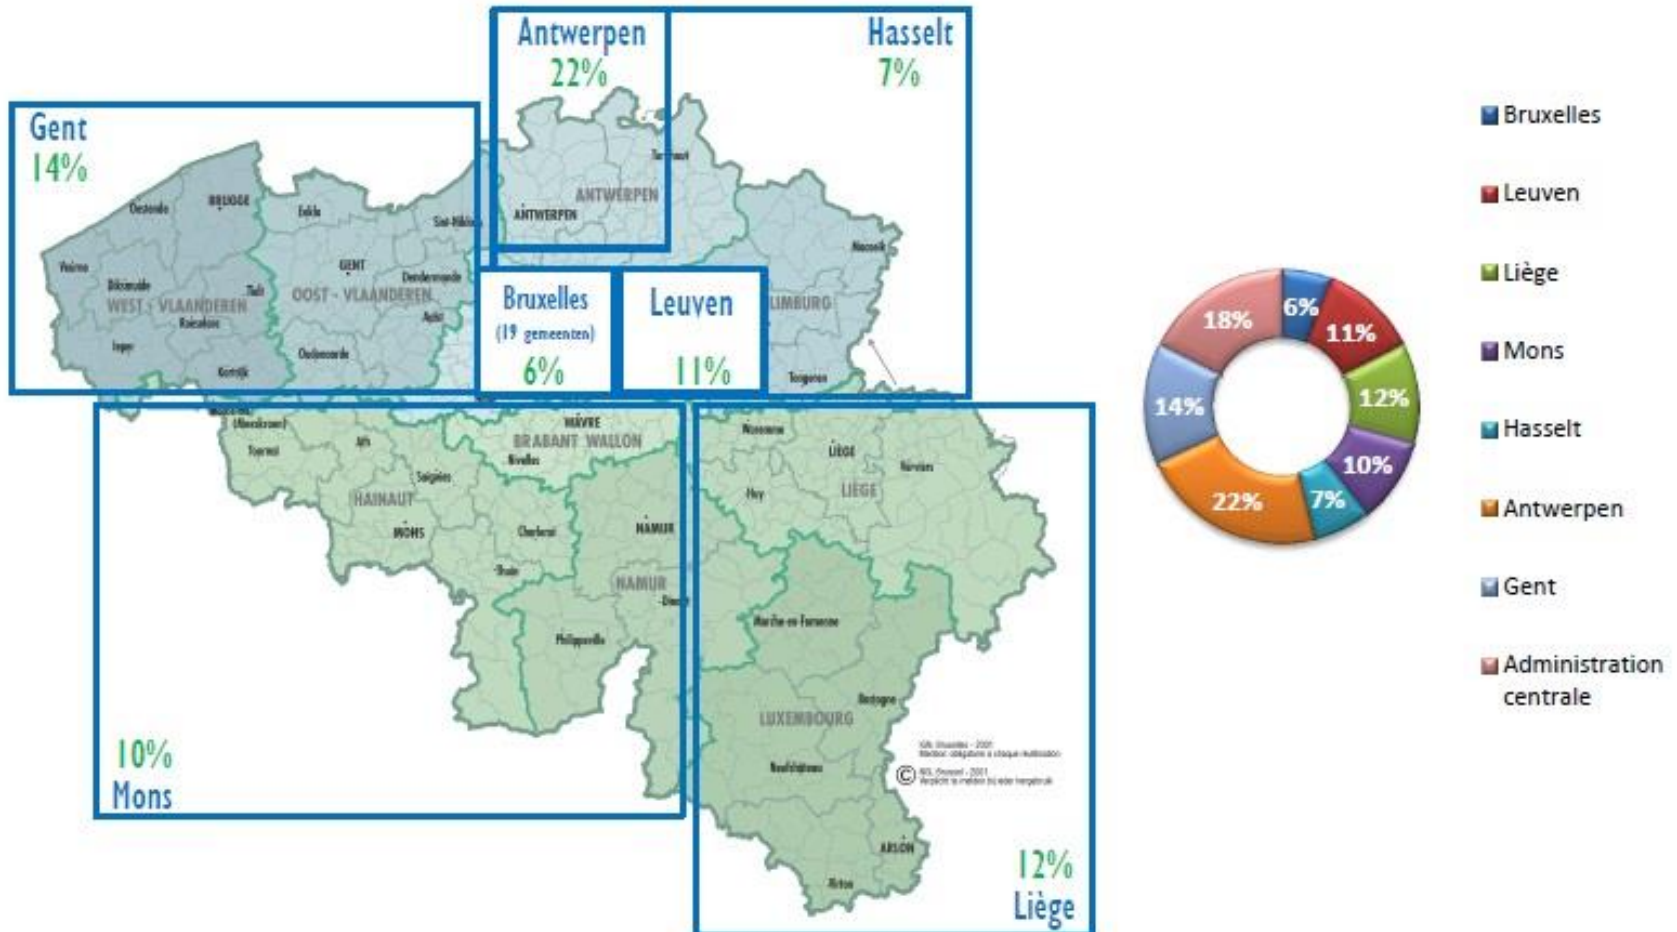 Antwerpen
22%
Hasselt
7%
Gent
14%
Oostende
BRUGGE
Eeklo
ANTWERPEN
ANTWERPEN
Veurne
Diksmuide
WEST - VLAANDEREN
Tielt
Roeselare
Ieper
Kortrijk
GENT
OOST - VLAANDEREN
Dendermonde
Aalst
Oudenaarde
Maaseik
LIMBURG
Tongeren
Bruxelles
(19 gemeenten)
6%
Leuven
11%
Tournai
Ath
Soignies
HAINAUT
MONS
Charleroi
Thuin
WAVRE
BRABANT WALLON
Nivelles
NAMUR
NAMUR
Philippeville
Waremme
LIÈGE
Verviers
Huy
LIÈGE
Marche-en-Famenne
Bastogne
LUXEMBOURG
Neufchâteau
ARLON
Virton
©
10%
Mons
12%
Liège
6%
11%
12%
10%
7%
22%
14%
18%
Bruxelles
Leuven
Liège
Mons
Hasselt
Antwerpen
Gent
Administration
centrale